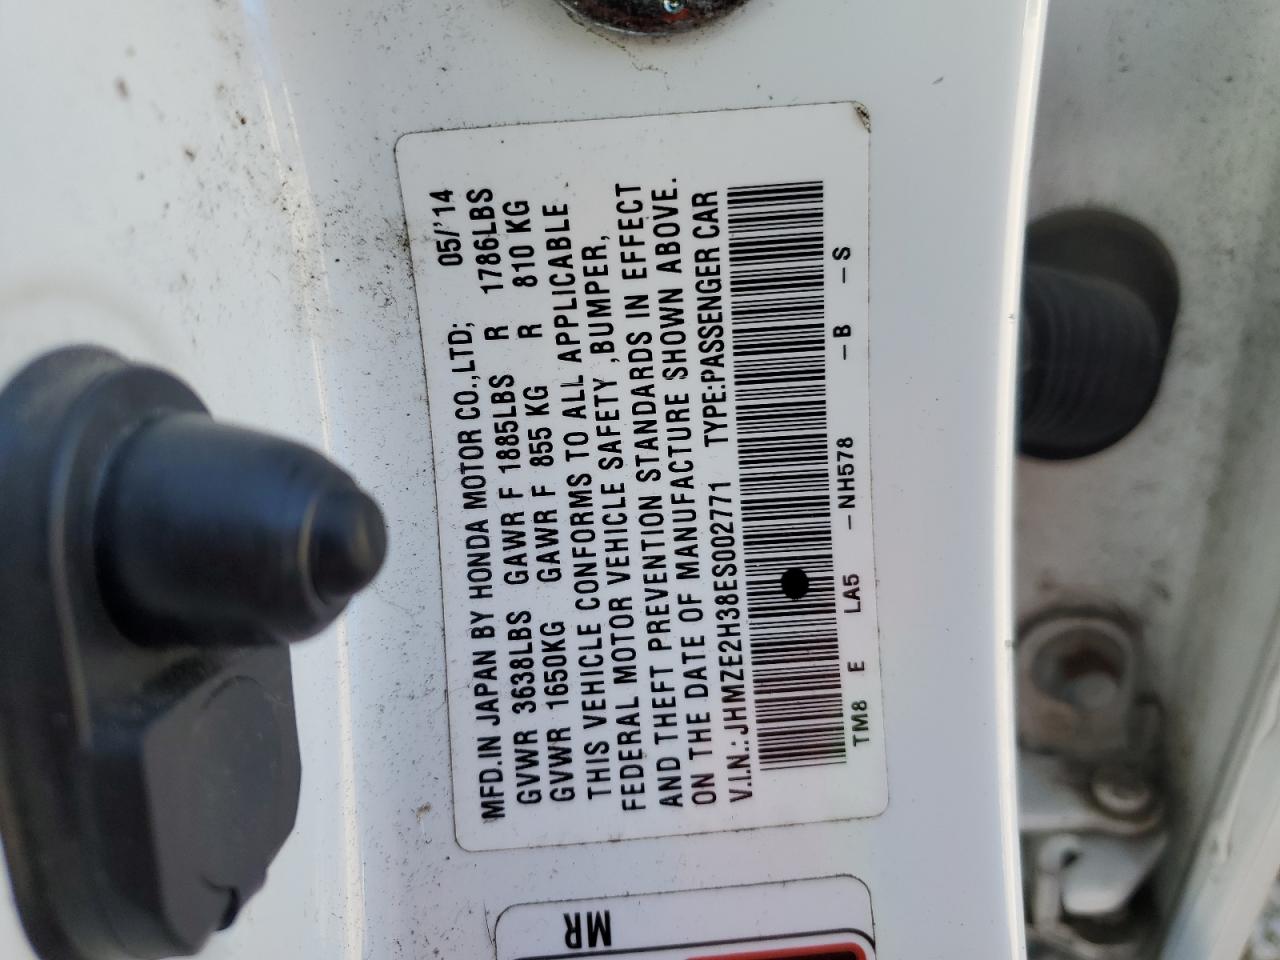 MFD.IN JAPAN BY HONDA MOTOR CO.,LTD; 05/'14
GVWR 3638LBS GAWR F 1885LBS R 1786LBS
GVWR 1650KG GAWR F 855 KG R 810 KG
THIS VEHICLE CONFORMS TO ALL APPLICABLE
FEDERAL MOTOR VEHICLE SAFETY ,BUMPER,
AND THEFT PREVENTION STANDARDS IN EFFECT
ON THE DATE OF MANUFACTURE SHOWN ABOVE.
V.I.N.:JHMZE2H38ES002771 TYPE:PASSENGER CAR
TM8 E LA5 -NH578 -B -S
MR